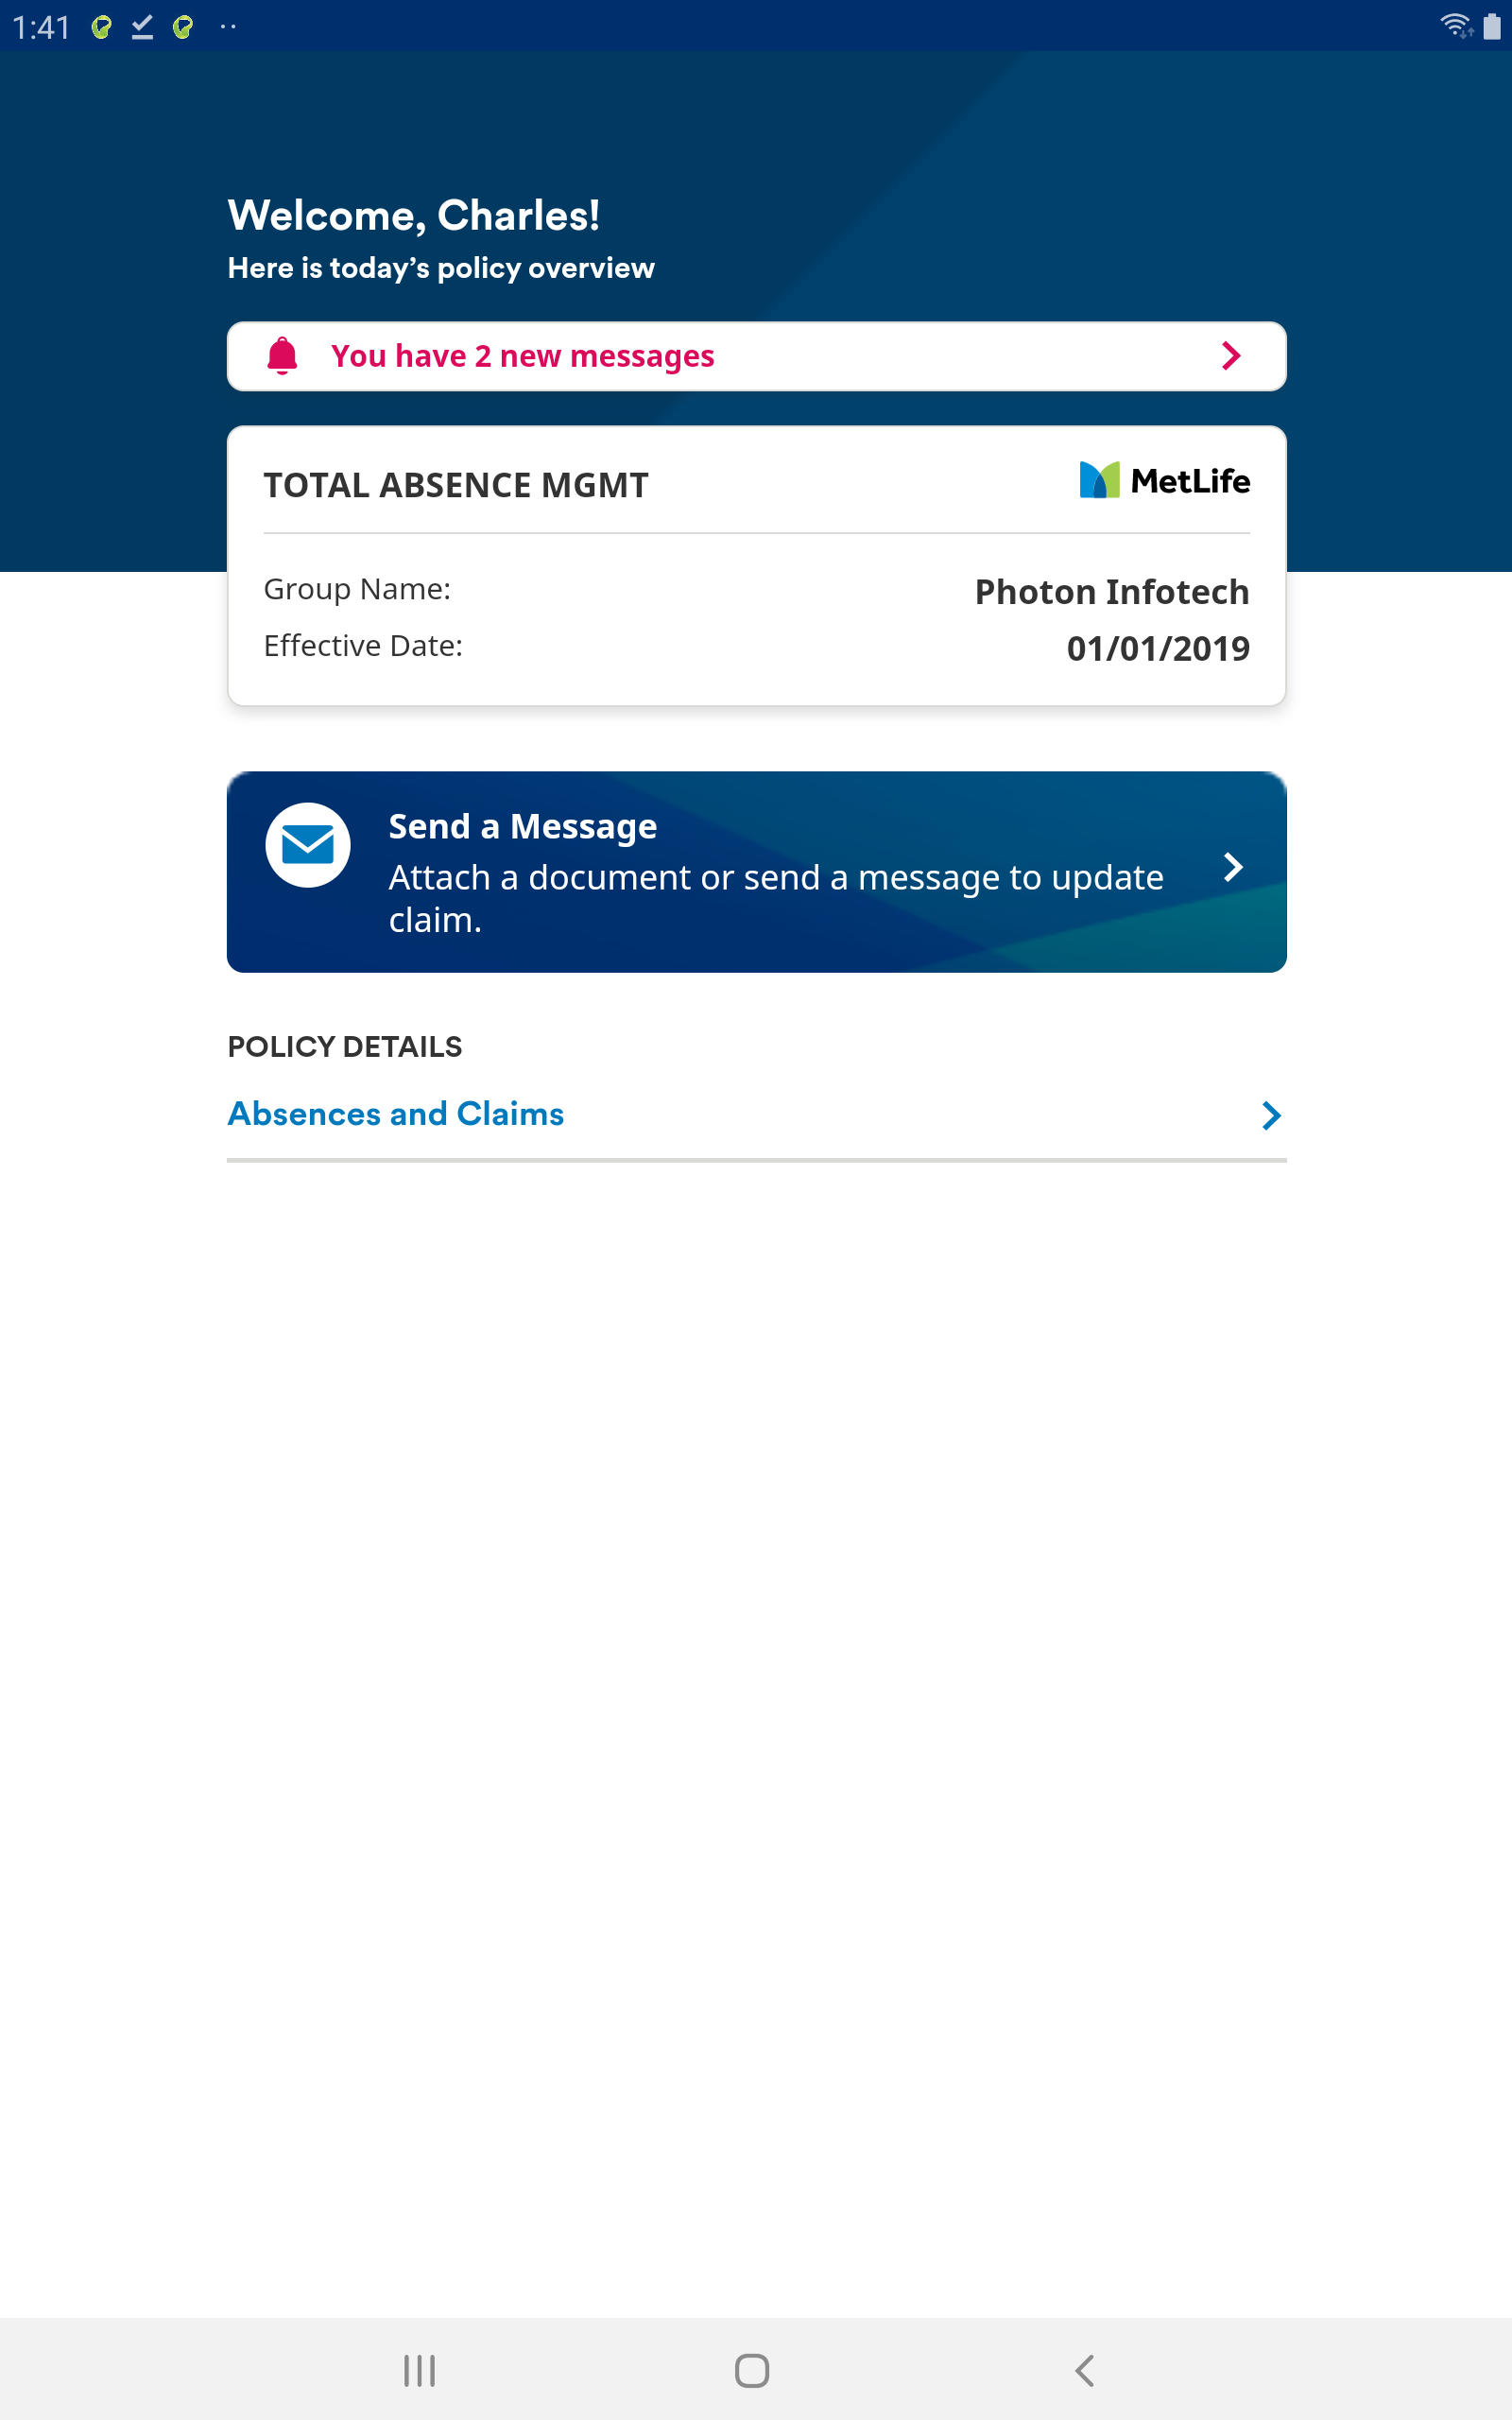 1:41
Welcome, Charles!
Here is today’s policy overview
You have 2 new messages
TOTAL ABSENCE MGMT
MetLife
Group Name:
Photon Infotech
Effective Date:
01/01/2019
Send a Message
Attach a document or send a message to update
claim.
POLICY DETAILS
Absences and Claims